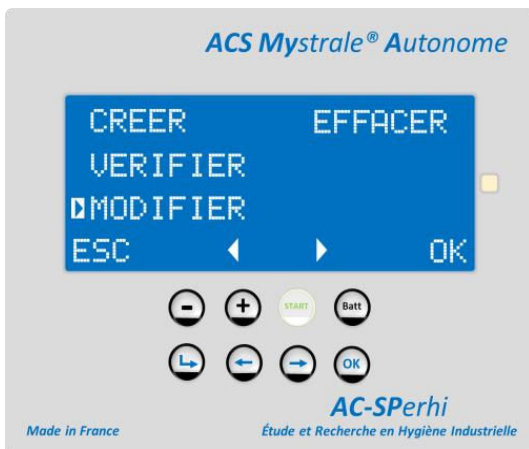 ACS Mystrale® Autonome
CREER EFFACER
VERIFIER
MODIFIER
ESC OK
- + START Batt
OK
AC-SPerhi
Made in France Étude et Recherche en Hygiène Industrielle